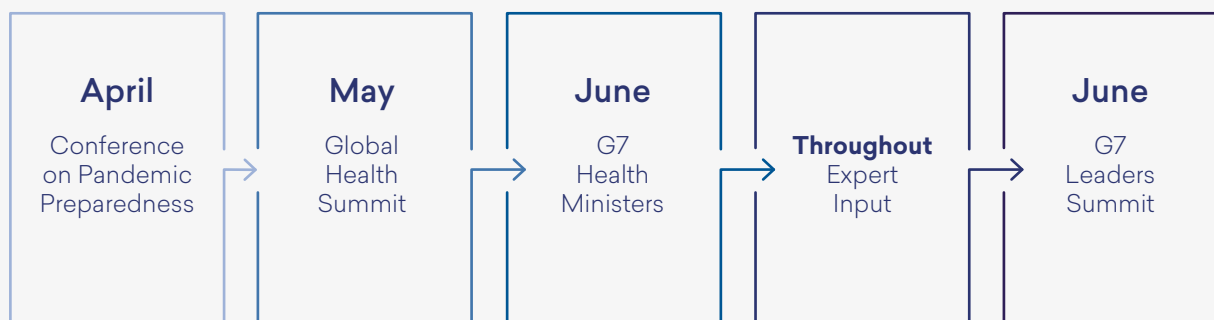 April
Conference
on Pandemic
Preparedness
May
Global
Health
Summit
June
G7
Health
Ministers
Throughout
Expert
Input
June
G7
Leaders
Summit